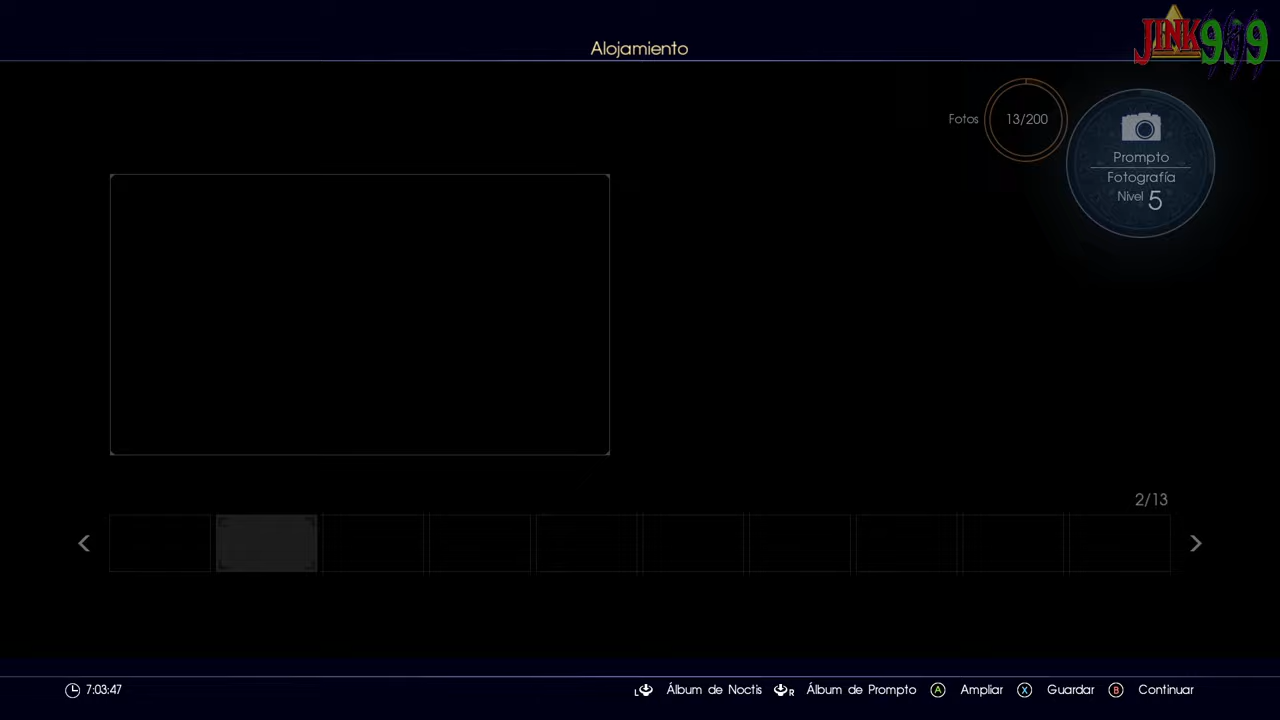 JINK999
Alojamiento
Fotos 13/200
Prompto
Fotografía
Nivel 5
2/13
7:03:47 L Álbum de Noctis R Álbum de Prompto A Ampliar X Guardar B Continuar